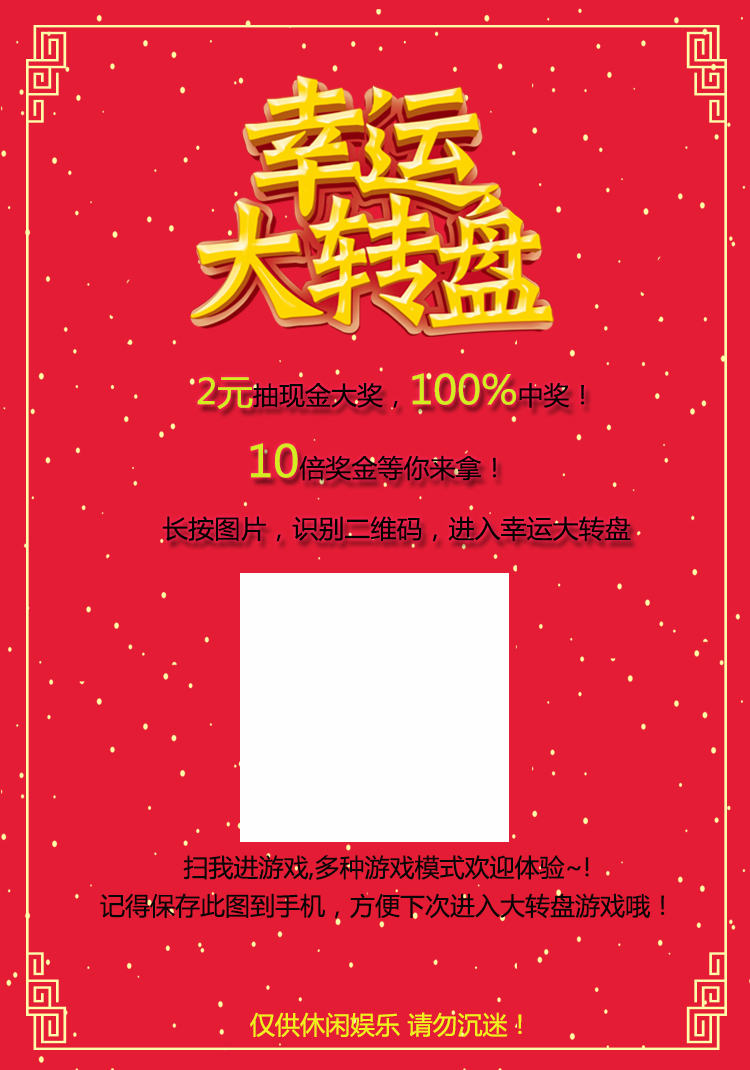 幸运
大转盘
2元抽现金大奖，100%中奖！
10倍奖金等你来拿！
长按图片，识别二维码，进入幸运大转盘
扫我进游戏,多种游戏模式欢迎体验~!
记得保存此图到手机，方便下次进入大转盘游戏哦！
仅供休闲娱乐 请勿沉迷！